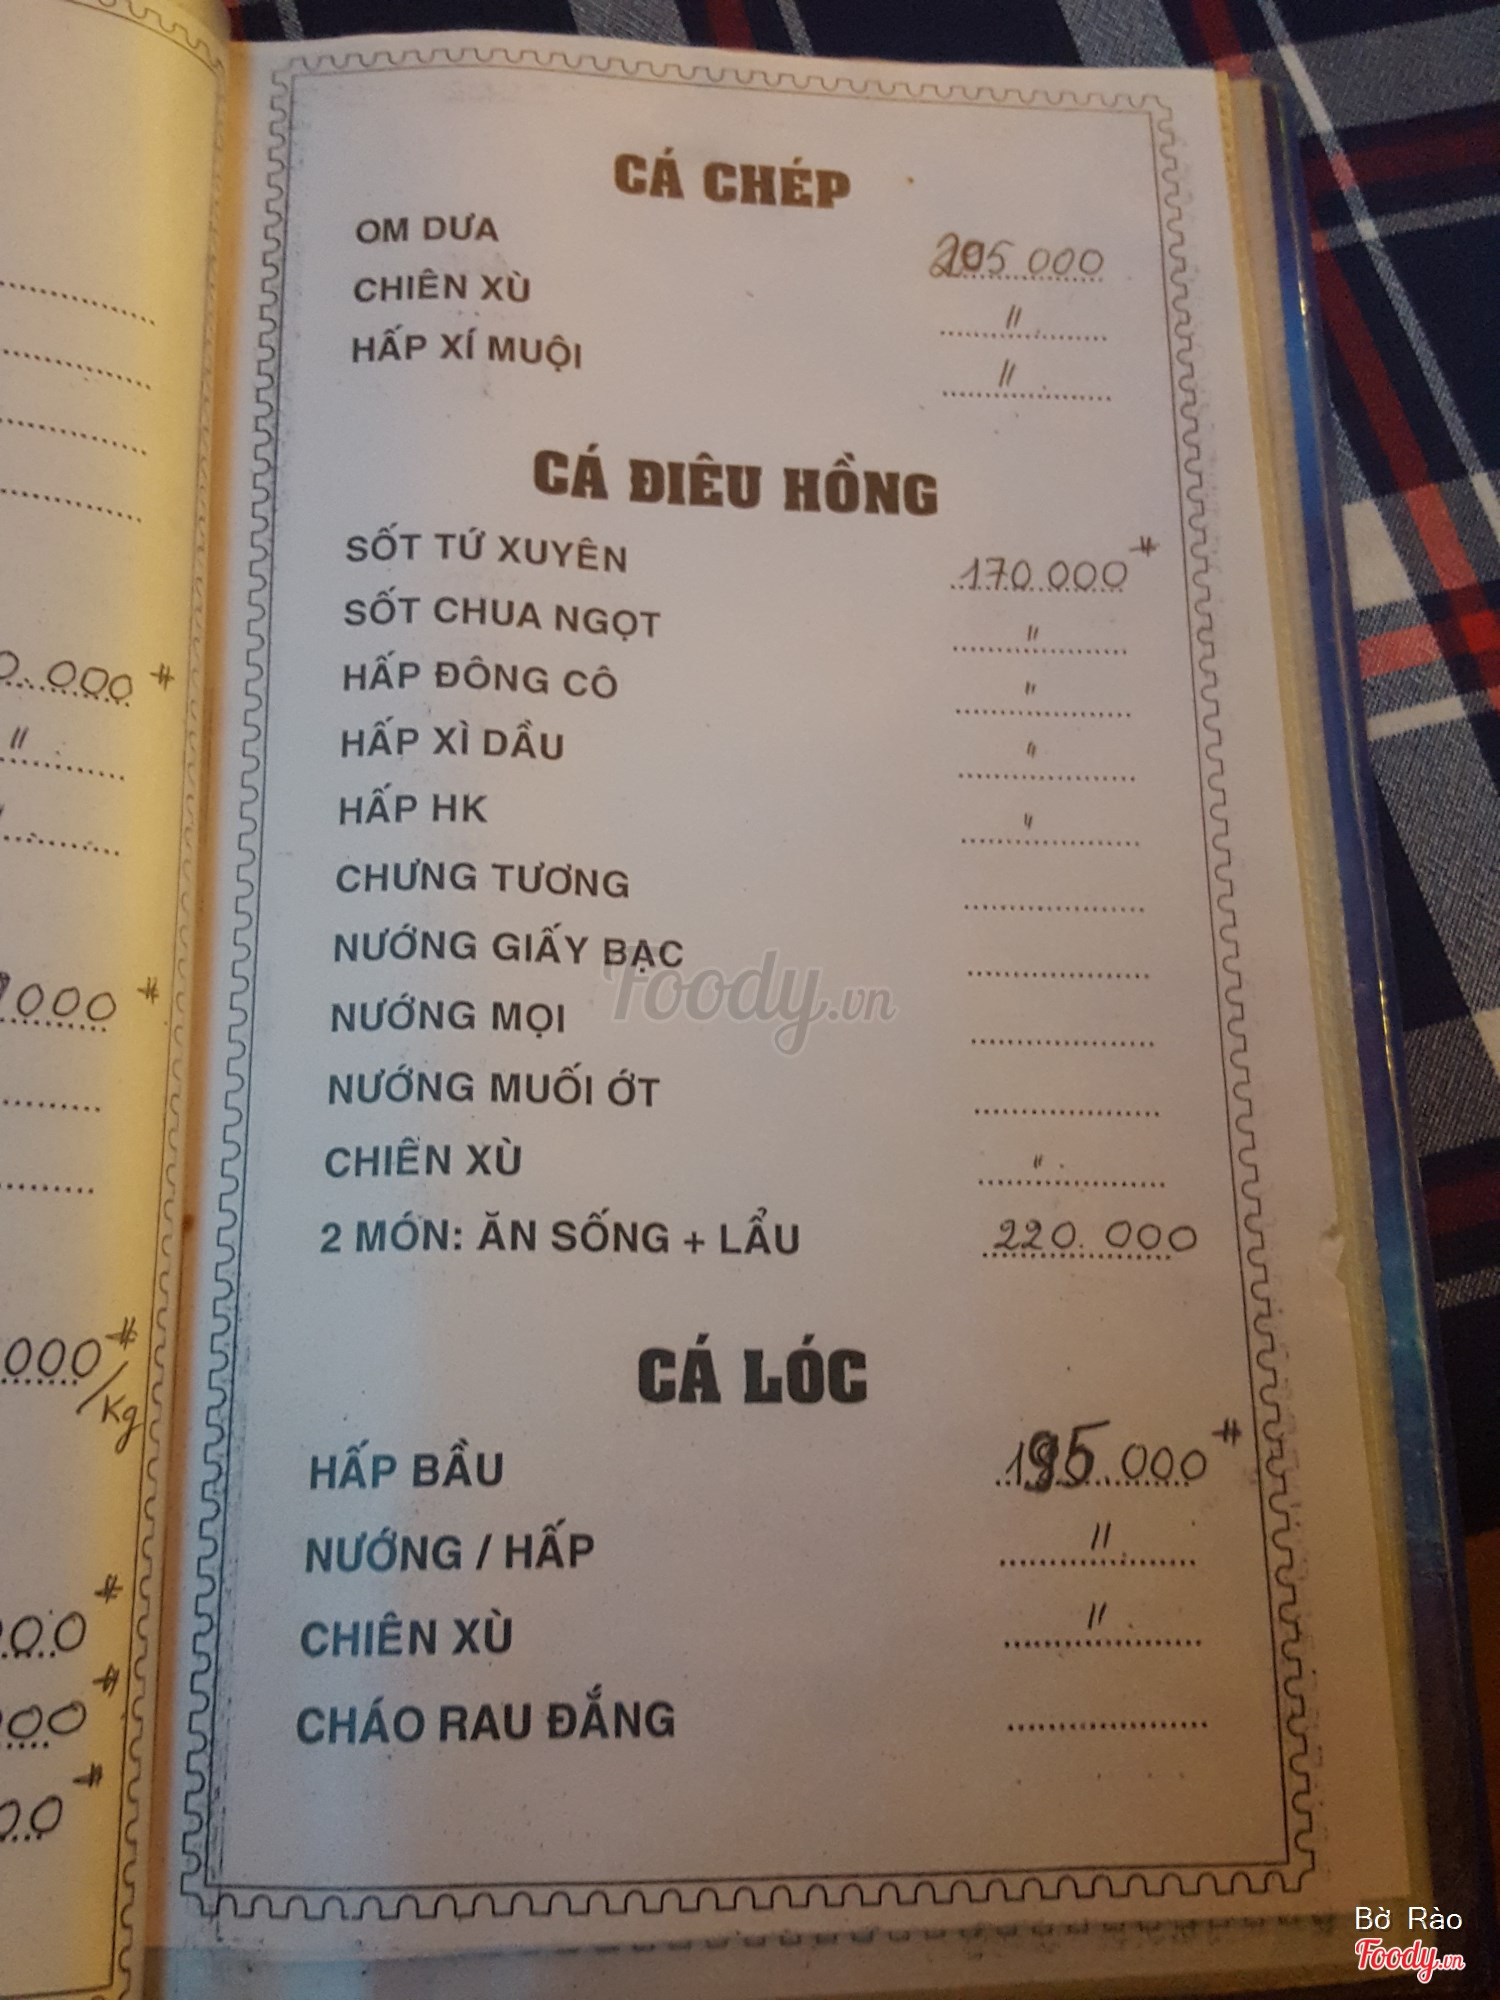 CÁ CHÉP
OM DƯA 205.000
CHIÊN XÙ "
HẤP XÍ MUỘI "
CÁ ĐIÊU HỒNG
SỐT TỨ XUYÊN 170.000 #
SỐT CHUA NGỌT "
HẤP ĐÔNG CÔ "
HẤP XÌ DẦU "
HẤP HK "
CHƯNG TƯƠNG
NƯỚNG GIẤY BẠC
NƯỚNG MỌI
NƯỚNG MUỐI ỚT
CHIÊN XÙ "
2 MÓN: ĂN SỐNG + LẨU 220.000
CÁ LÓC
HẤP BẦU 195.000 #
NƯỚNG / HẤP "
CHIÊN XÙ "
CHÁO RAU ĐẮNG
Foody.vn
Bờ Rào
Foody.vn